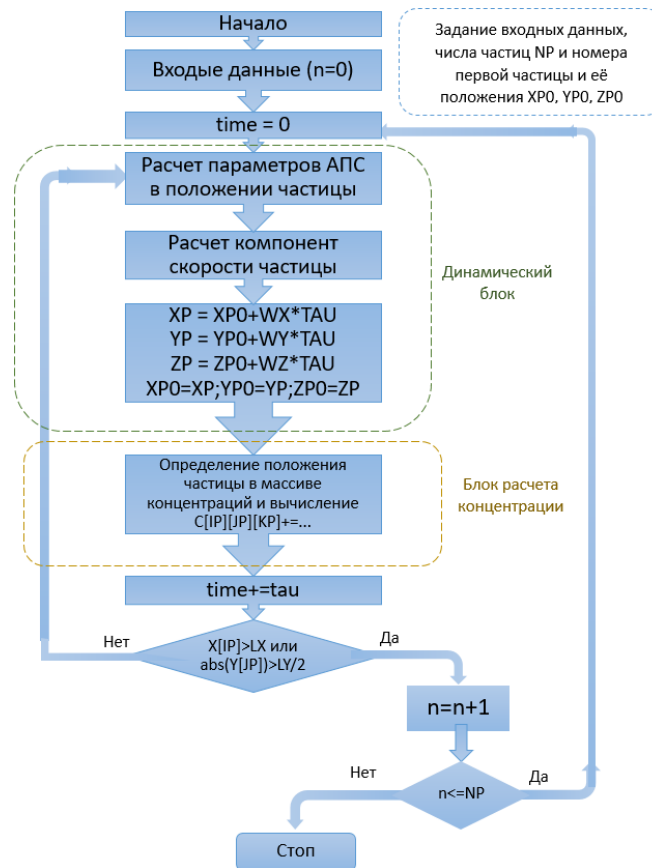 Начало
Задание входных данных,
числа частиц NP и номера
первой частицы и её
положения XP0, YP0, ZP0
Входые данные (n=0)
time = 0
Расчет параметров АПС
в положении частицы
Расчет компонент
скорости частицы
Динамический
блок
XP = XP0+WX*TAU
YP = YP0+WY*TAU
ZP = ZP0+WZ*TAU
XP0=XP;YP0=YP;ZP0=ZP
Определение положения
частицы в массиве
концентраций и вычисление
C[IP][JP][KP]+=...
Блок расчета
концентрации
time+=tau
Нет
X[IP]>LX или
abs(Y[JP])>LY/2
Да
n=n+1
Нет
n<=NP
Да
Стоп